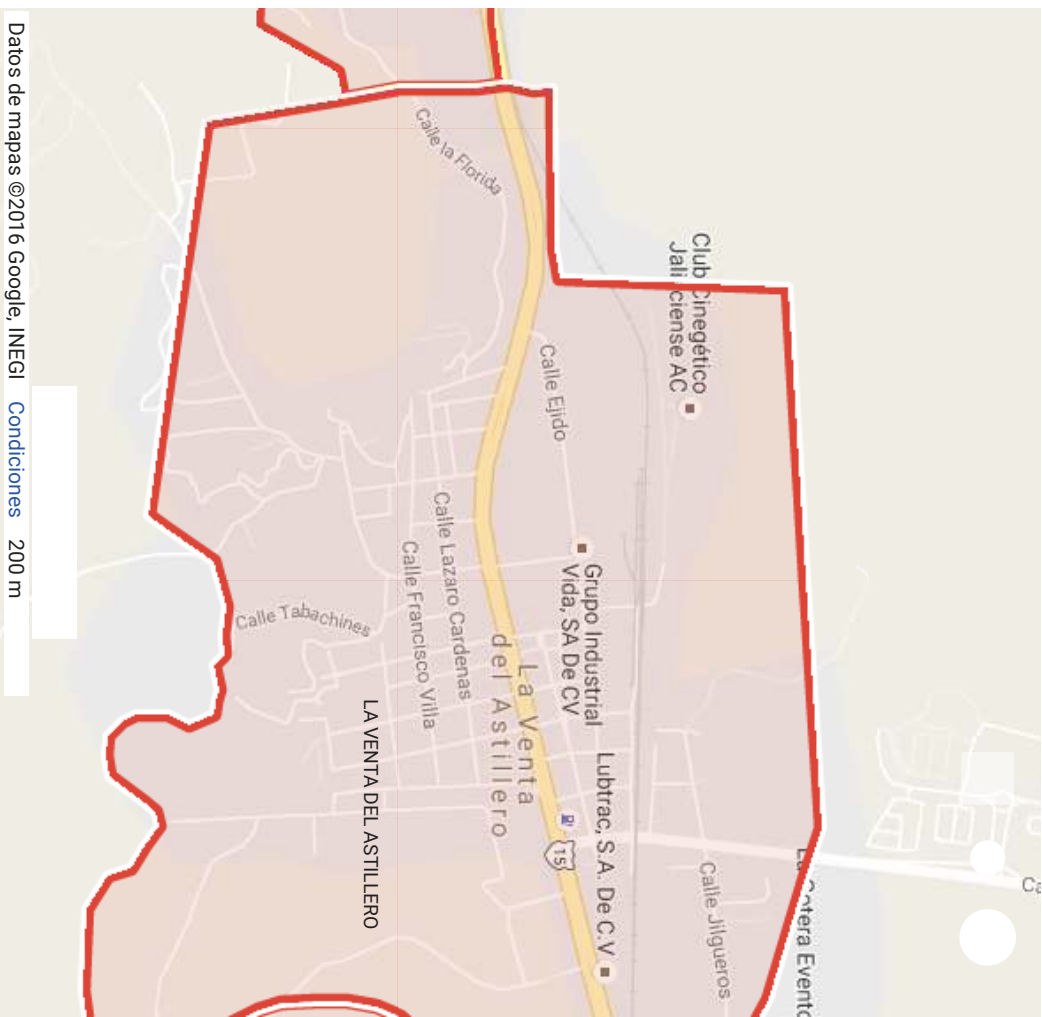 Calle la Florida
Club Cinegético
Jalisciense AC
Calle Ejido
Calle Lazaro Cardenas
Calle Francisco Villa
Grupo Industrial
Vida, SA De CV
Calle Tabachines
La Venta
del Astillero
LA VENTA DEL ASTILLERO
Lubtrac, S.A. De C.V
15
Calle Jilgueros
Datos de mapas ©2016 Google, INEGI Condiciones 200 m